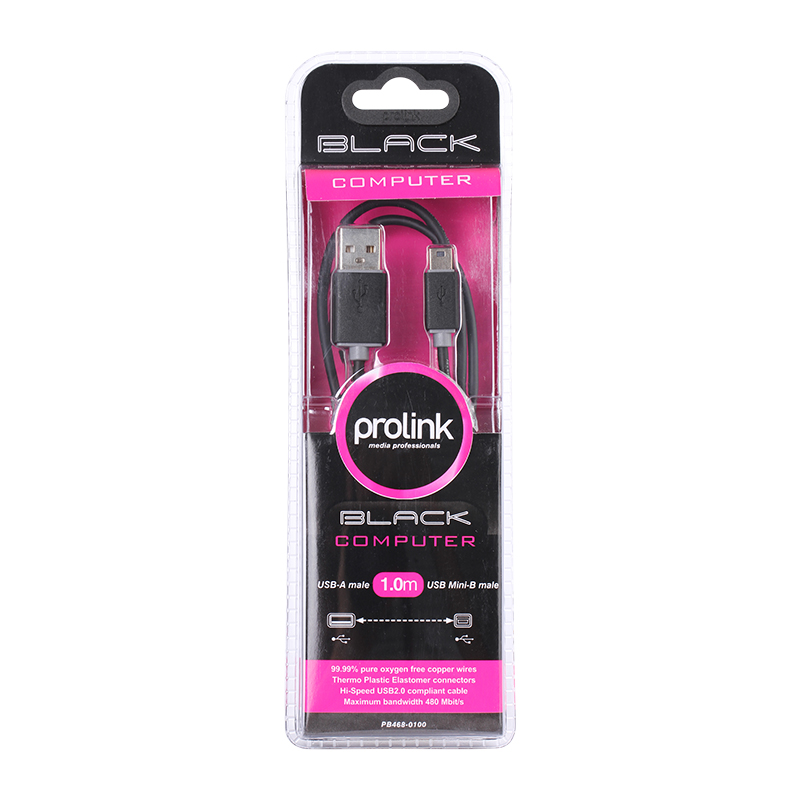 prolink
BLACK
COMPUTER
prolink
media professionals
BLACK
COMPUTER
USB-A male 1.0m USB Mini-B male
99.99% pure oxygen free copper wires
Thermo Plastic Elastomer connectors
Hi-Speed USB2.0 compliant cable
Maximum bandwidth 480 Mbit/s
PB468-0100